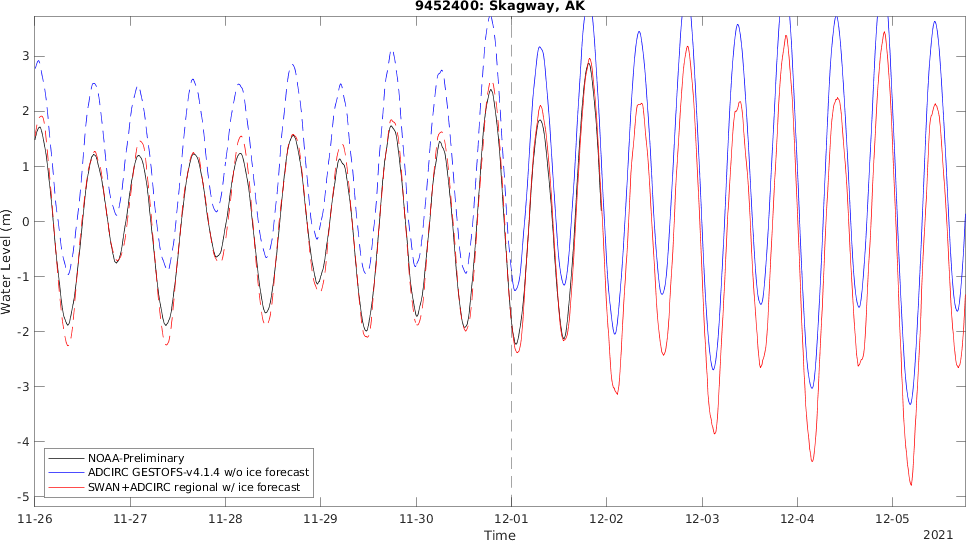 9452400: Skagway, AK
Water Level (m)
3
2
1
0
-1
-2
-3
-4
-5
NOAA-Preliminary
ADCIRC GESTOFS-v4.1.4 w/o ice forecast
SWAN+ADCIRC regional w/ ice forecast
11-26 11-27 11-28 11-29 11-30 12-01 12-02 12-03 12-04 12-05
Time
2021